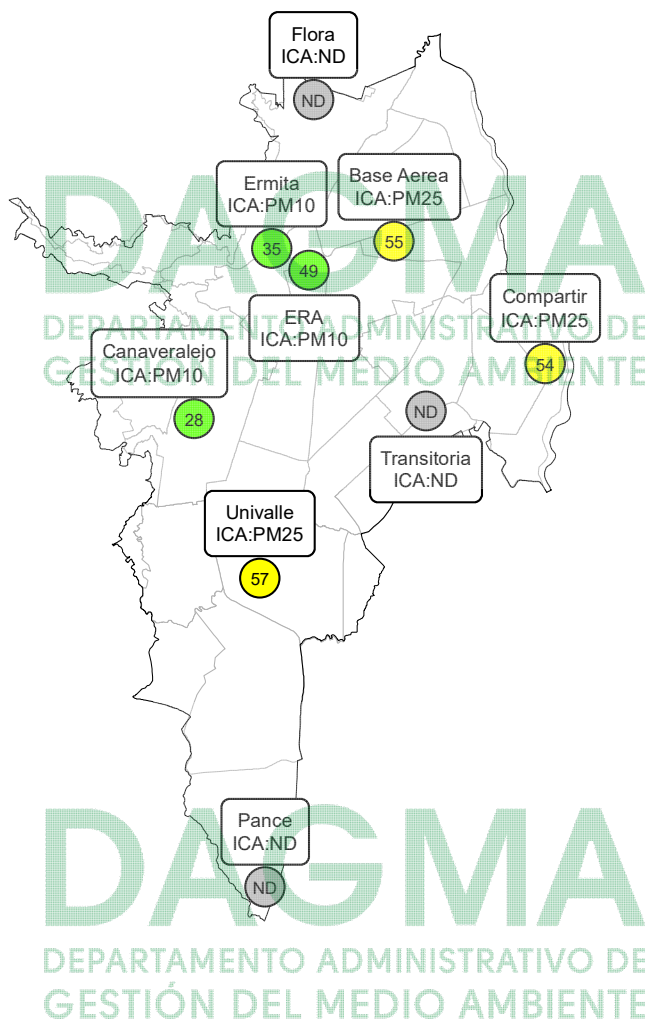 Flora
ICA:ND
ND
Ermita
ICA:PM10
35
Base Aerea
ICA:PM25
55
49
ERA
ICA:PM10
Compartir
ICA:PM25
54
Canaveralejo
ICA:PM10
28
ND
Transitoria
ICA:ND
Univalle
ICA:PM25
57
Pance
ICA:ND
ND
DAGMA
DEPARTAMENTO ADMINISTRATIVO DE
GESTIÓN DEL MEDIO AMBIENTE
DAGMA
DEPARTAMENTO ADMINISTRATIVO DE
GESTIÓN DEL MEDIO AMBIENTE